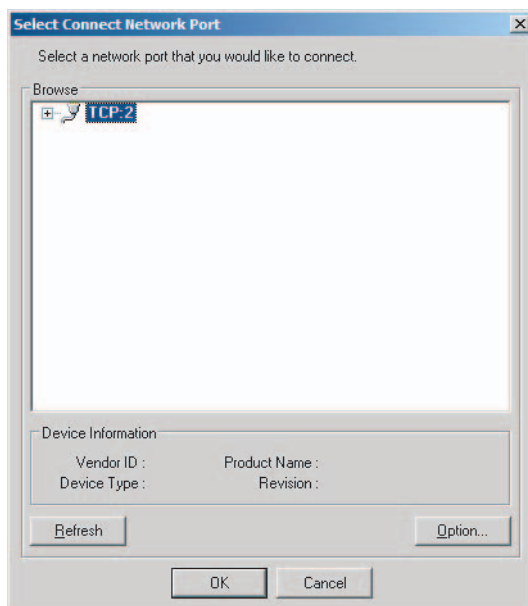 Select Connect Network Port
Select a network port that you would like to connect.
Browse
TCP:2
Device Information
Vendor ID : Product Name :
Device Type : Revision :
Refresh Option...
OK Cancel